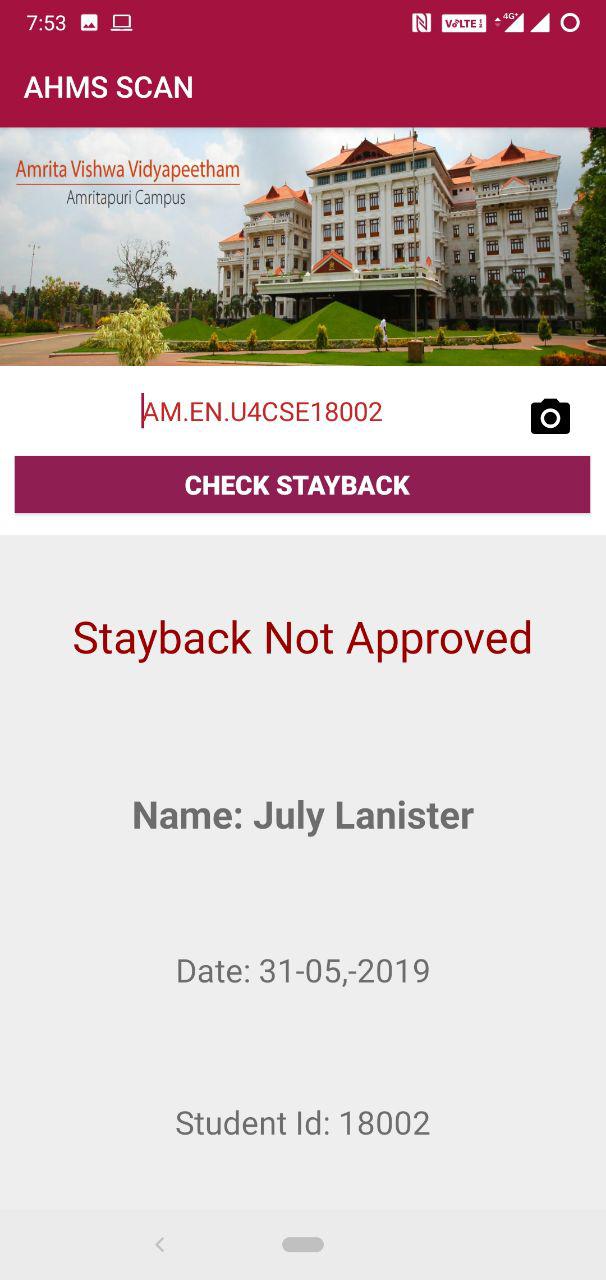 7:53
VoLTE 1 4G+
AHMS SCAN
Amrita Vishwa Vidyapeetham
Amritapuri Campus
AM.EN.U4CSE18002
CHECK STAYBACK
Stayback Not Approved
Name: July Lanister
Date: 31-05,-2019
Student Id: 18002